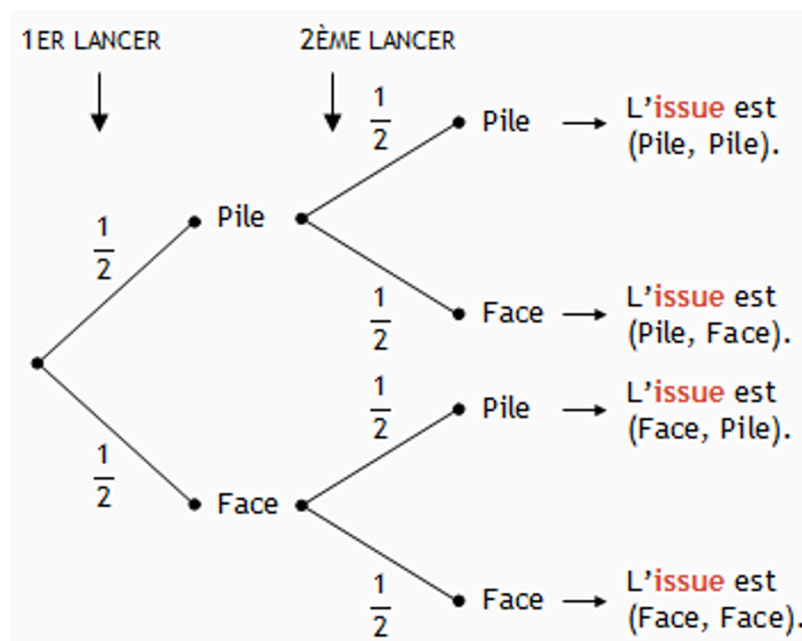 1ER LANCER
2ÈME LANCER
1
2
Pile
L'issue est
(Pile, Pile).
1
2
Pile
1
2
Face
L'issue est
(Pile, Face).
1
2
Pile
L'issue est
(Face, Pile).
1
2
Face
1
2
Face
L'issue est
(Face, Face).